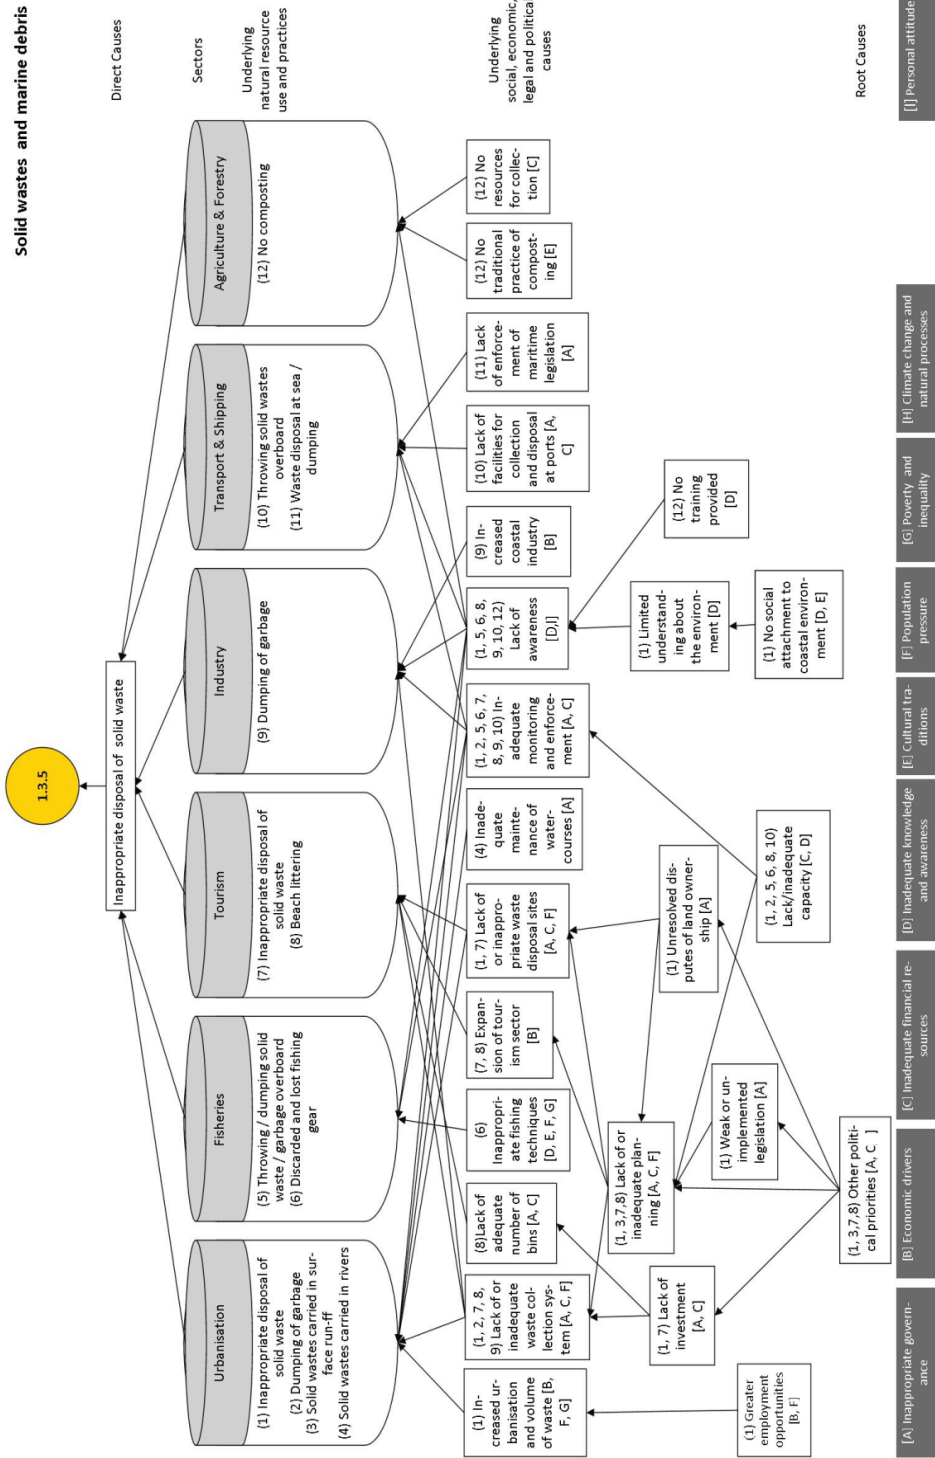 Solid wastes and marine debris
Direct Causes
Sectors
Underlying
natural resource
use and practices
Underlying
social, economic,
legal and political
causes
Root Causes
1.3.5
Inappropriate disposal of solid waste
Urbanisation
(1) Inappropriate disposal of
solid waste
(2) Dumping of garbage
(3) Solid wastes carried in sur-
face run-ff
(4) Solid wastes carried in rivers
Fisheries
(5) Throwing / dumping solid
waste / garbage overboard
(6) Discarded and lost fishing
gear
Tourism
(7) Inappropriate disposal of
solid waste
(8) Beach littering
Industry
(9) Dumping of garbage
Transport & Shipping
(10) Throwing solid wastes
overboard
(11) Waste disposal at sea /
dumping
Agriculture & Forestry
(12) No composting
(1) In-
creased ur-
banisation
and volume
of waste [B,
F, G]
(1, 2, 7, 8,
9) Lack of or
inadequate
waste col-
lection sys-
tem [A, C, F]
(8)Lack of
adequate
number of
bins [A, C]
(6)
Inappropri-
ate fishing
techniques
[D, E, F, G]
(7, 8) Expan-
sion of tour-
ism sector
[B]
(1, 7) Lack of
or inappro-
priate waste
disposal sites
[A, C, F]
(4) Inade-
quate
mainte-
nance of
water-
courses [A]
(1, 2, 5, 6, 7,
8, 9, 10) In-
adequate
monitoring
and enforce-
ment [A, C]
(1, 5, 6, 8,
9, 10, 12)
Lack of
awareness
[D,I]
(9) In-
creased
coastal
industry
[B]
(10) Lack of
facilities for
collection
and disposal
at ports [A,
C]
(11) Lack
of enforce-
ment of
maritime
legislation
[A]
(12) No
traditional
practice of
compost-
ing [E]
(12) No
resources
for collec-
tion [C]
(1) Greater
employment
opportunities
[B, F]
(1, 7) Lack of
investment
[A, C]
(1, 3,7,8) Lack of or
inadequate plan-
ning [A, C, F]
(1) Weak or un-
implemented
legislation [A]
(1) Unresolved dis-
putes of land owner-
ship [A]
(1, 2, 5, 6, 8, 10)
Lack/inadequate
capacity [C, D]
(1) Limited
understand-
ing about
the environ-
ment [D]
(12) No
training
provided
[D]
(1) No social
attachment to
coastal environ-
ment [D, E]
(1, 3,7,8) Other politi-
cal priorities [A, C ]
[A] Inappropriate govern-
ance
[B] Economic drivers
[C] Inadequate financial re-
sources
[D] Inadequate knowledge
and awareness
[E] Cultural tra-
ditions
[F] Population
pressure
[G] Poverty and
inequality
[H] Climate change and
natural processes
[I] Personal attitude